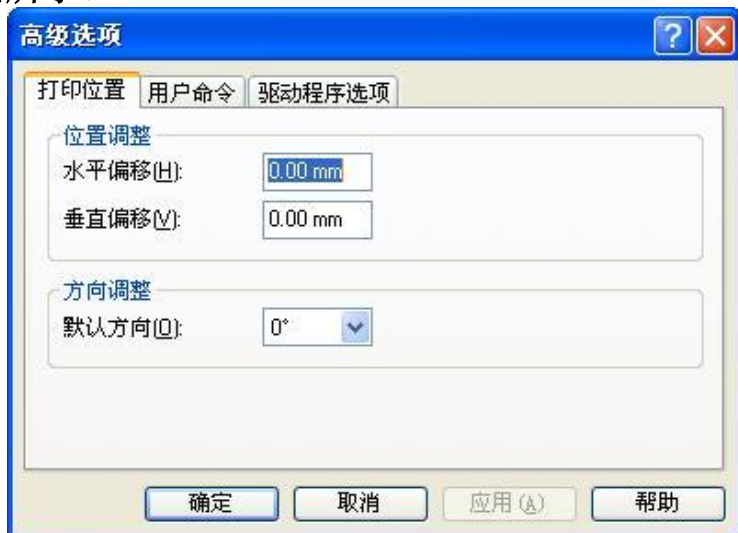 高级选项
打印位置 用户命令 驱动程序选项
位置调整
水平偏移(H): 0.00 mm
垂直偏移(V): 0.00 mm
方向调整
默认方向(O): 0°
确定 取消 应用(A) 帮助